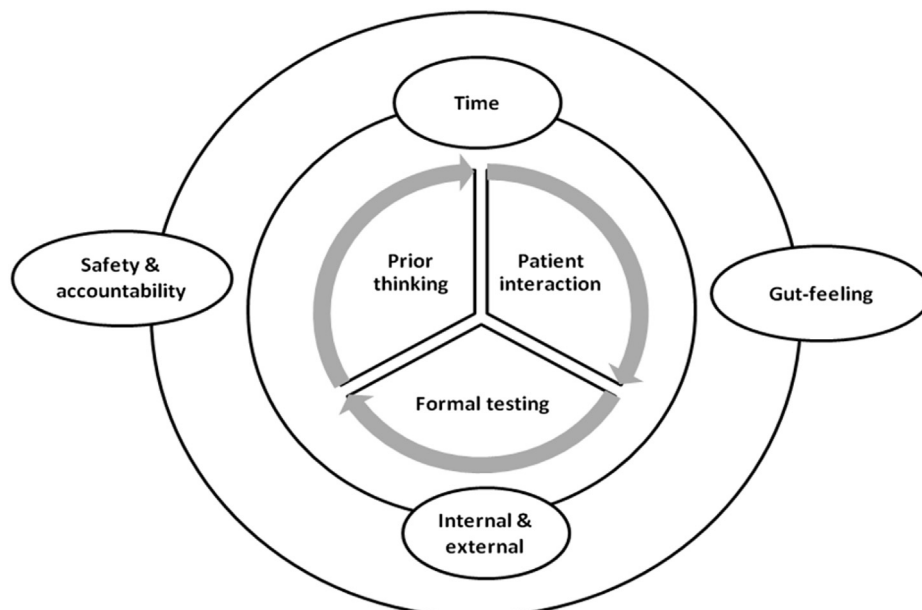 Time
Safety &
accountability
Prior
thinking
Patient
interaction
Gut-feeling
Formal testing
Internal &
external